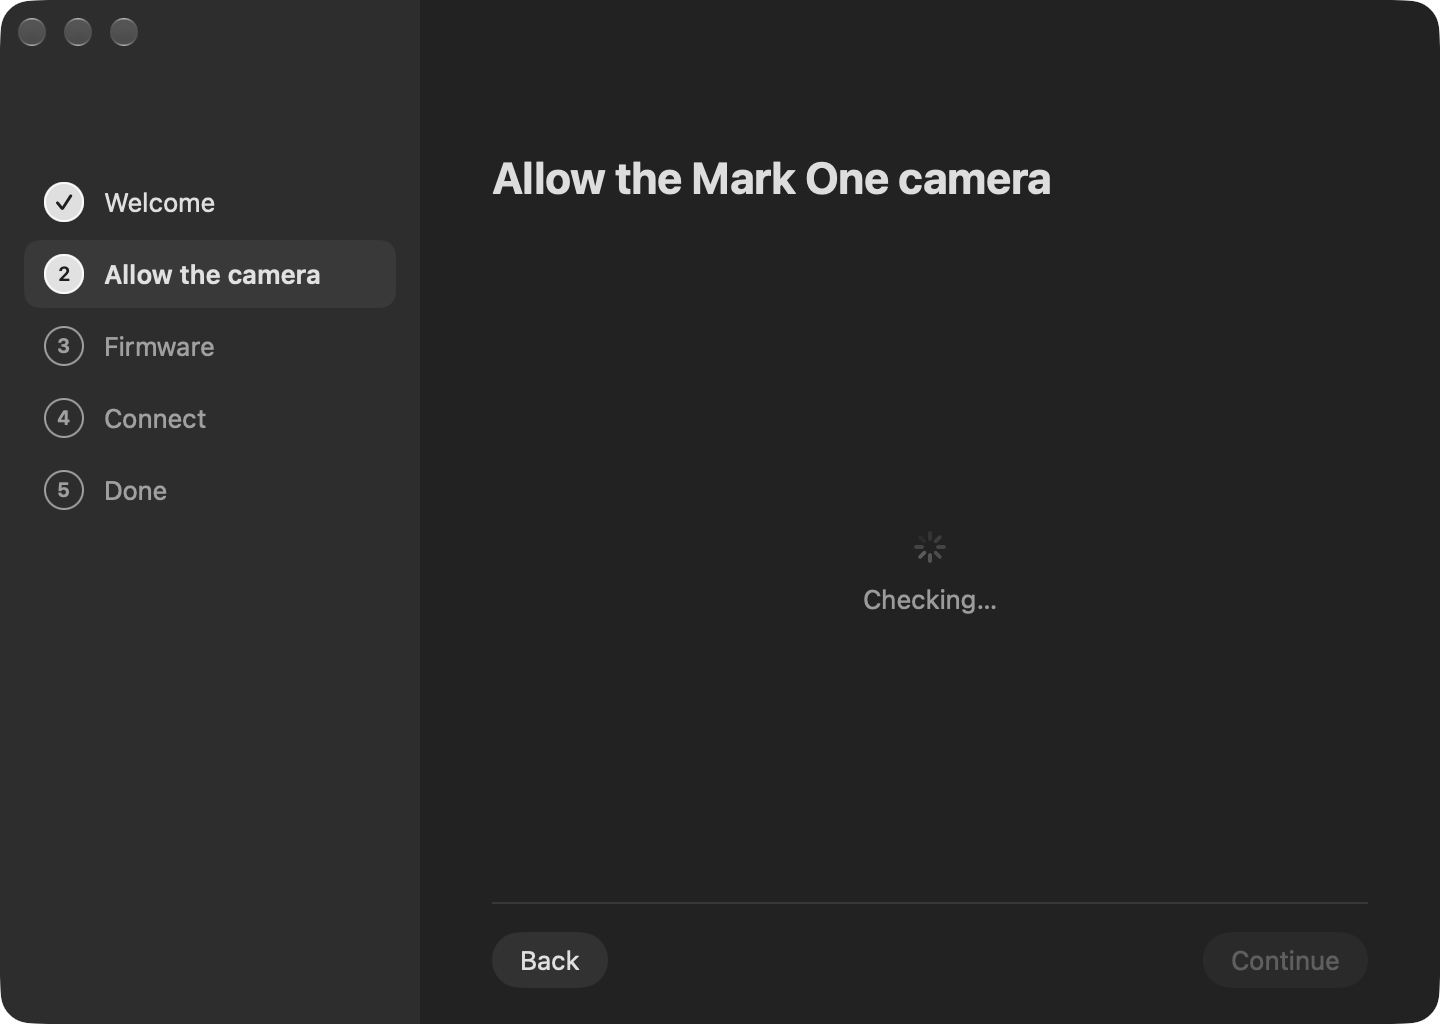 Welcome
2 Allow the camera
3 Firmware
4 Connect
5 Done
Allow the Mark One camera
Checking...
Back
Continue